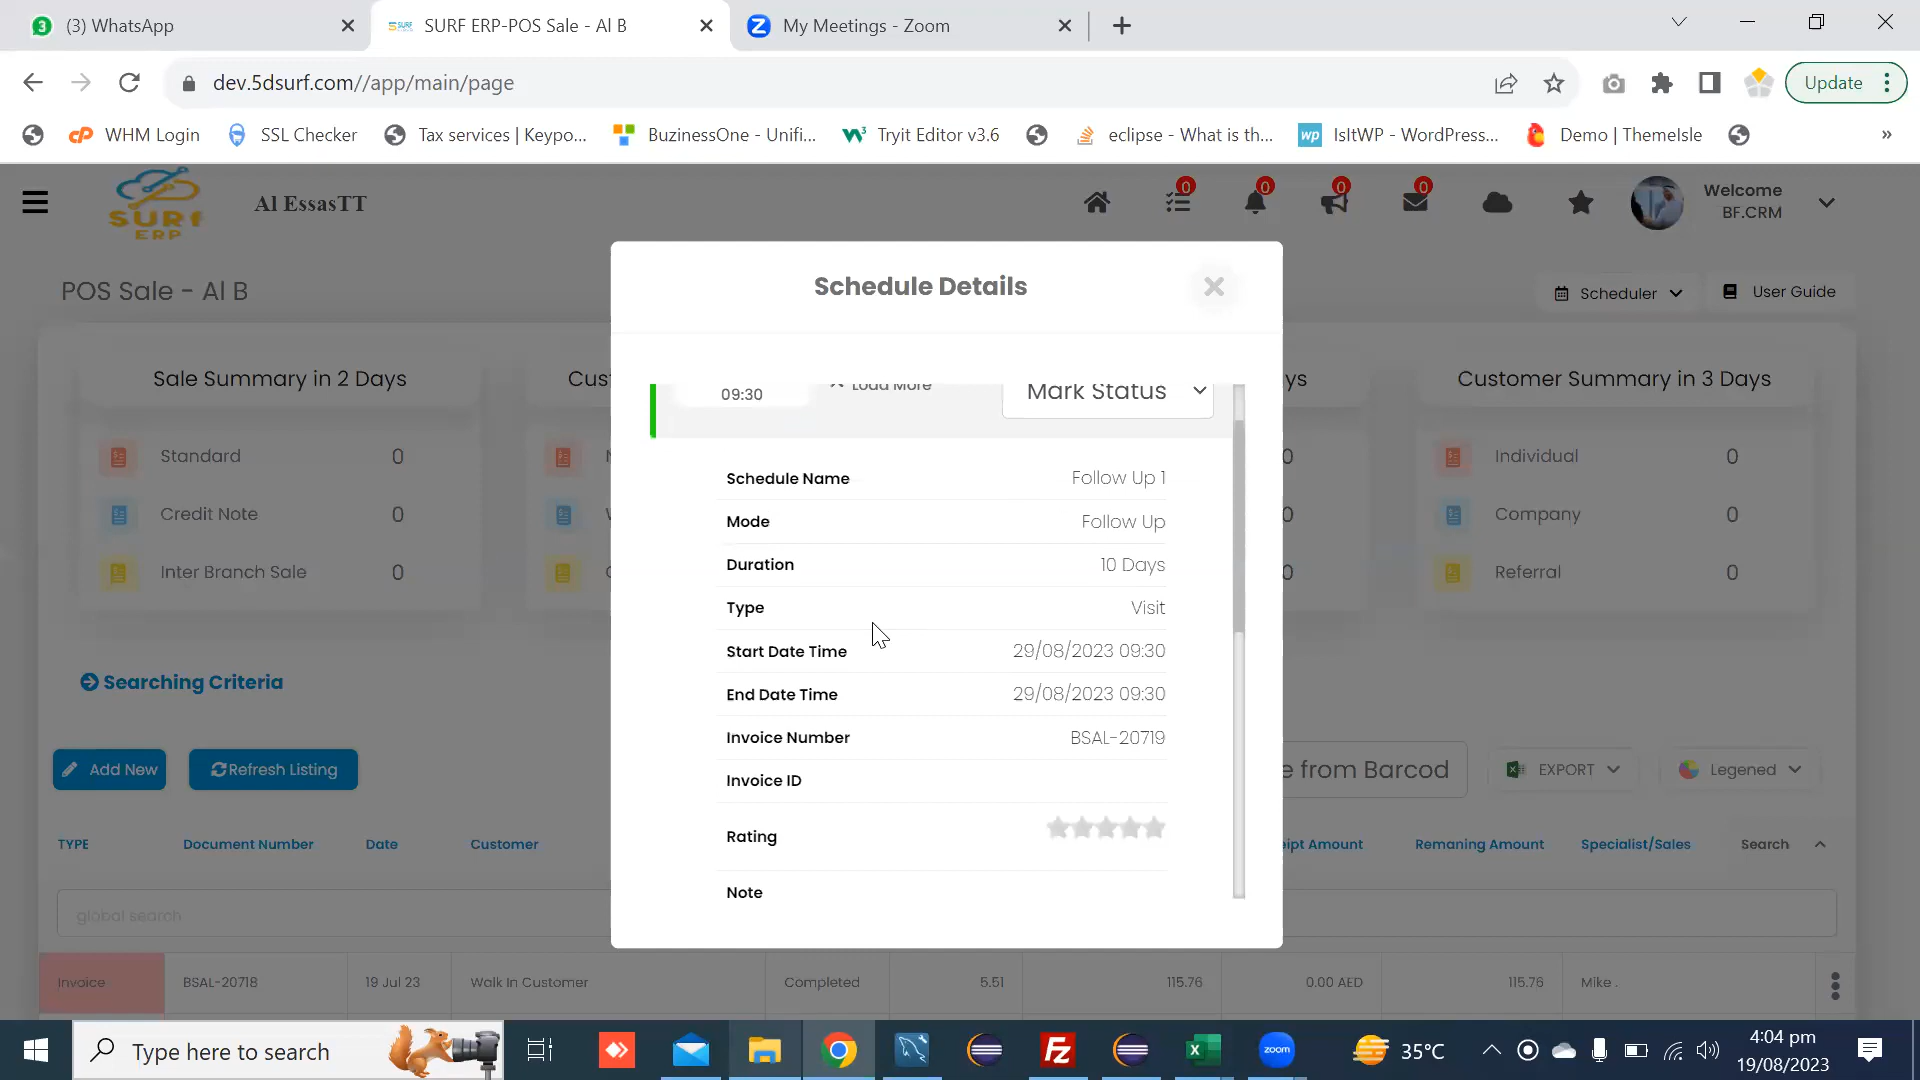 3
(3) WhatsApp
SURF ERP-POS Sale - Al B
My Meetings - Zoom
dev.5dsurf.com//app/main/page
Update
WHM Login
SSL Checker
Tax services | Keypo...
BuzinessOne - Unifi...
Tryit Editor v3.6
eclipse - What is th...
IsItWP - WordPress...
Demo | ThemeIsle
»
SURF
ERP
Al EssasTT
0
0
0
0
Welcome
BF.CRM
POS Sale - Al B
Scheduler
User Guide
Schedule Details
Sale Summary in 2 Days
Standard 0
Credit Note 0
Inter Branch Sale 0
Customer Summary in 3 Days
Individual 0
Company 0
Referral 0
09:30
Load More
Mark Status
Schedule Name Follow Up 1
Mode Follow Up
Duration 10 Days
Type Visit
Start Date Time 29/08/2023 09:30
End Date Time 29/08/2023 09:30
Invoice Number BSAL-20719
Invoice ID
Rating
Note
Searching Criteria
Add New
Refresh Listing
e from Barcod
EXPORT
Legened
TYPE Document Number Date Customer ipt Amount Remaning Amount Specialist/Sales Search
global search
Invoice BSAL-20718 19 Jul 23 Walk In Customer Completed 5.51 115.76 0.00 AED 115.76 Mike .
Type here to search
zoom
35°C
4:04 pm
19/08/2023